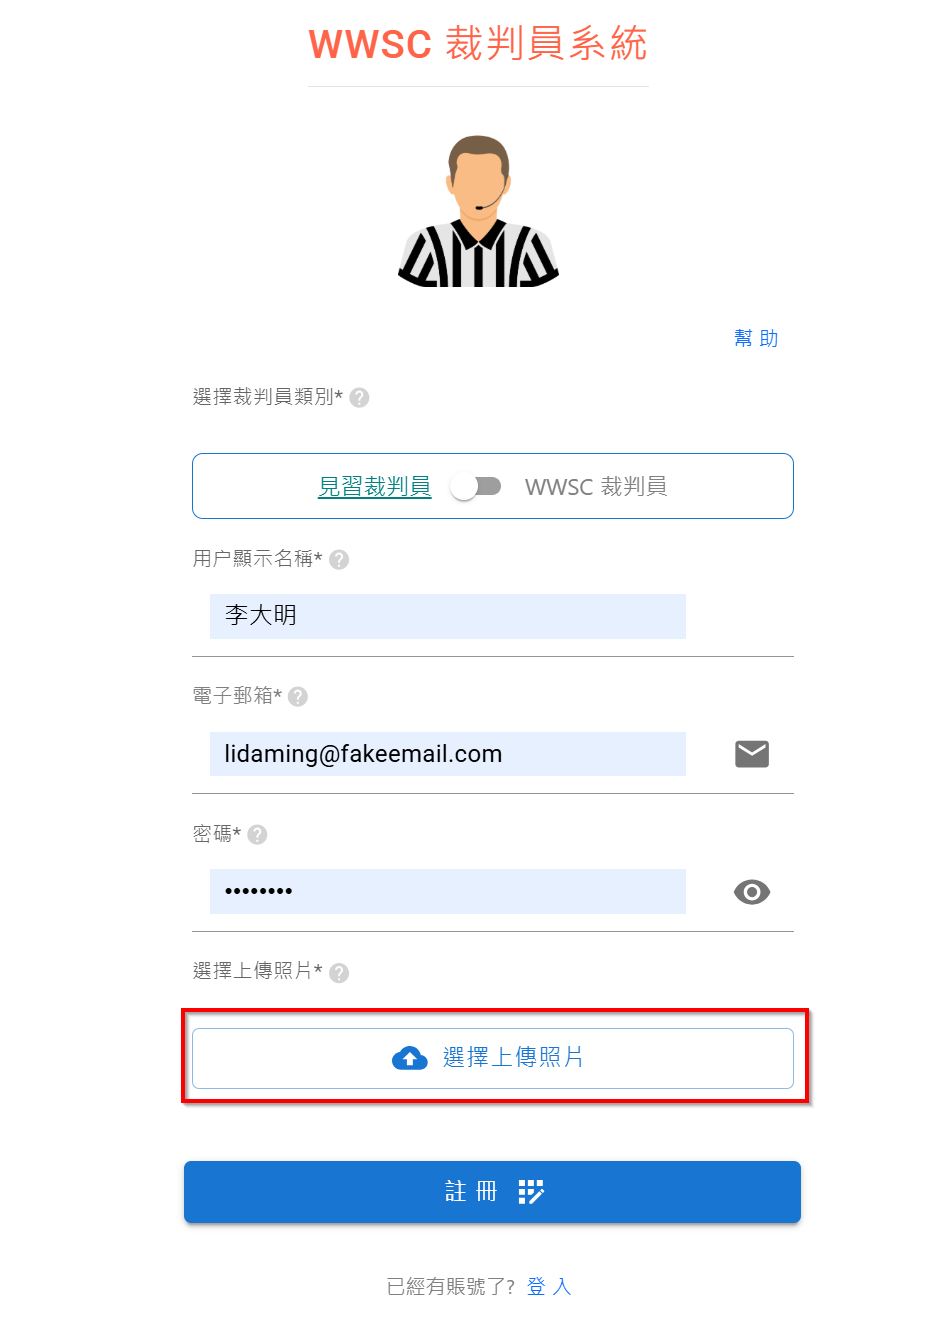 WWSC 裁判員系統
幫 助
選擇裁判員類別* ?
見習裁判員 WWSC 裁判員
用户顯示名稱* ?
李大明
電子郵箱* ?
lidaming@fakeemail.com
密碼* ?
••••••••
選擇上傳照片* ?
選擇上傳照片
註 冊
已經有賬號了? 登 入